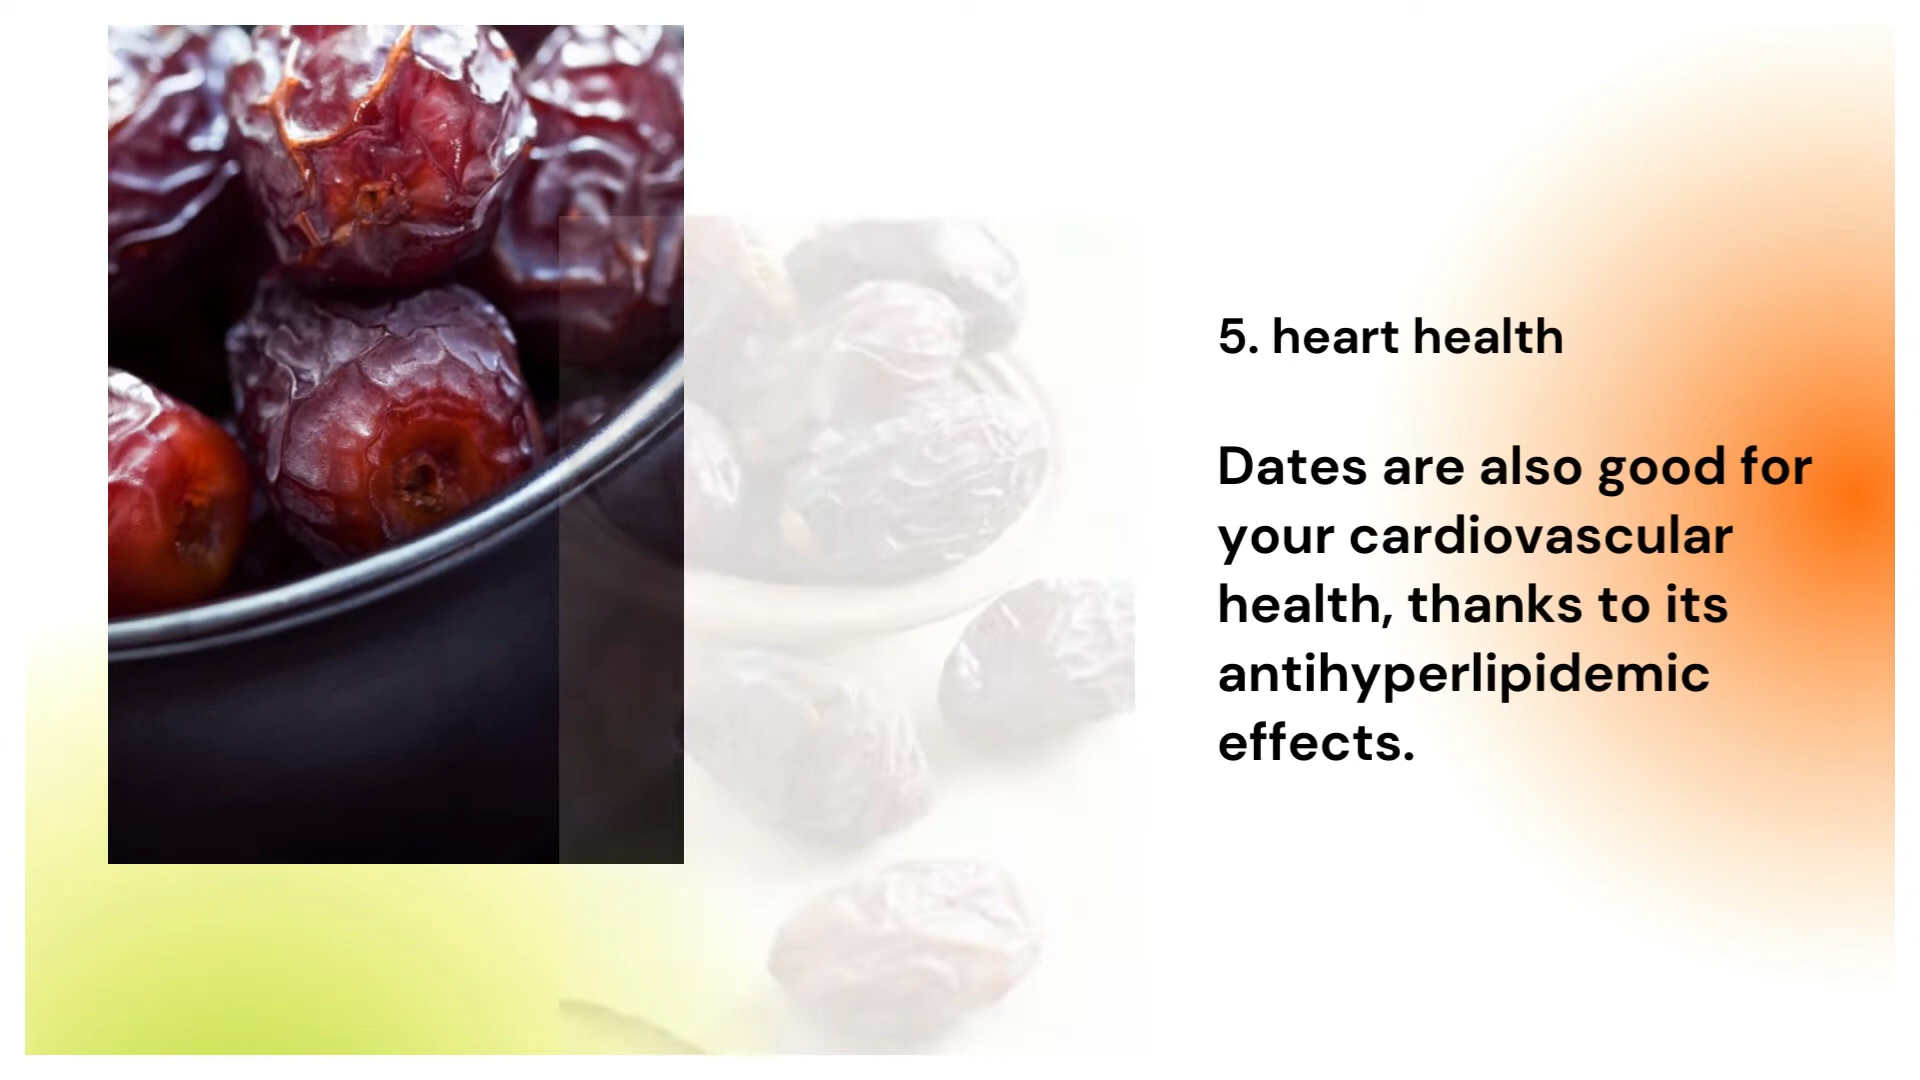 5. heart health
Dates are also good for
your cardiovascular
health, thanks to its
antihyperlipidemic
effects.